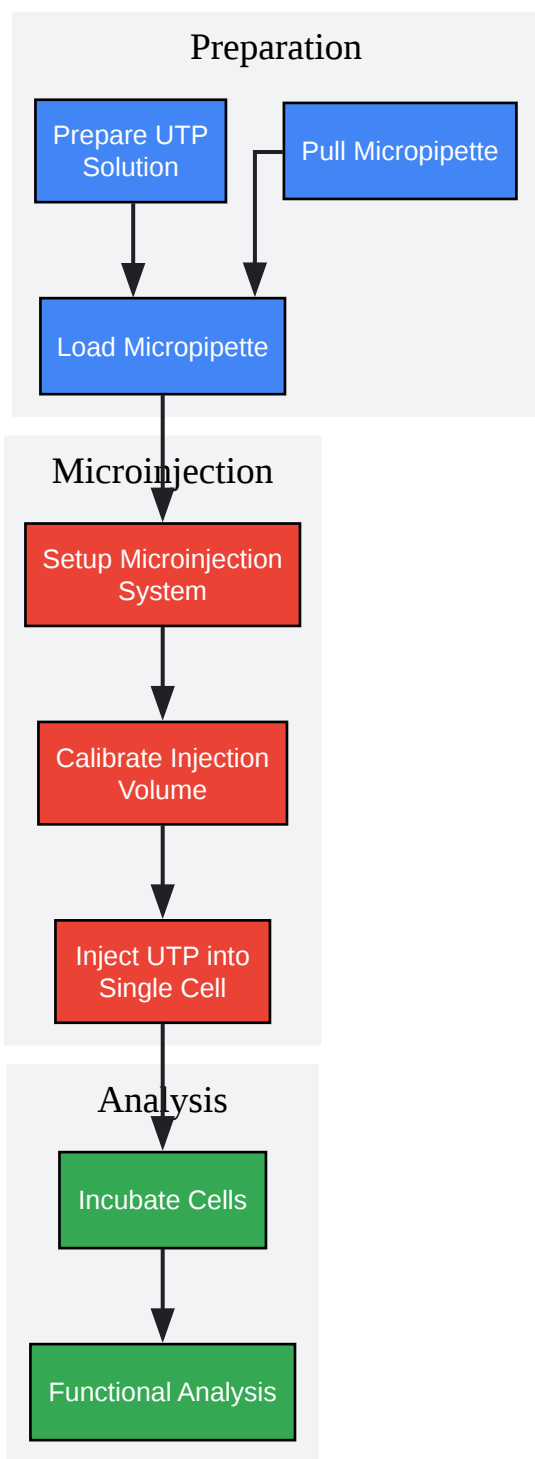 Preparation
Prepare UTP
Solution
Pull Micropipette
Load Micropipette
Microinjection
Setup Microinjection
System
Calibrate Injection
Volume
Inject UTP into
Single Cell
Analysis
Incubate Cells
Functional Analysis